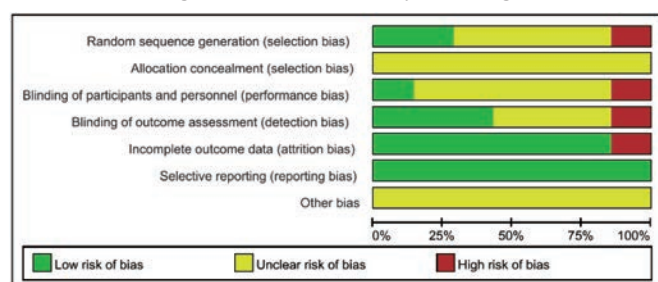 Random sequence generation (selection bias)
Allocation concealment (selection bias)
Blinding of participants and personnel (performance bias)
Blinding of outcome assessment (detection bias)
Incomplete outcome data (attrition bias)
Selective reporting (reporting bias)
Other bias
0% 25% 50% 75% 100%
Low risk of bias Unclear risk of bias High risk of bias